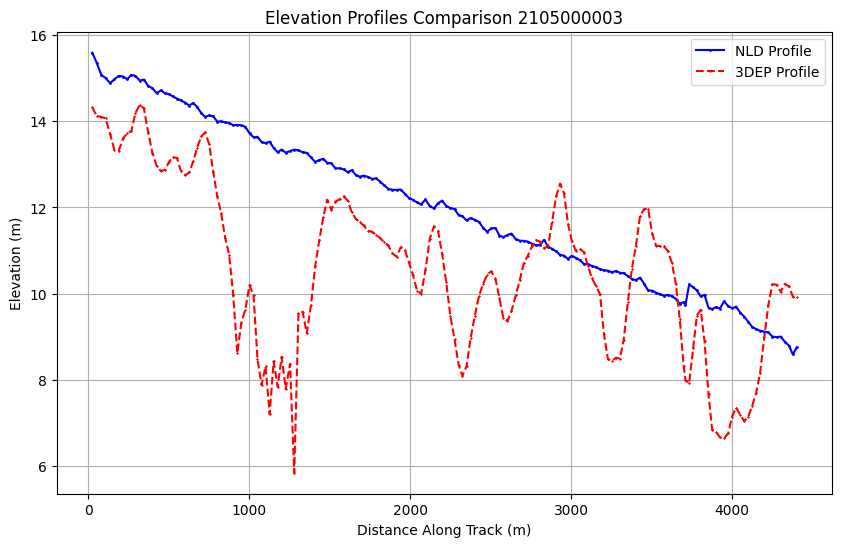 Elevation Profiles Comparison 2105000003
NLD Profile
3DEP Profile
Elevation (m)
16
14
12
10
8
6
0
1000
2000
3000
4000
Distance Along Track (m)